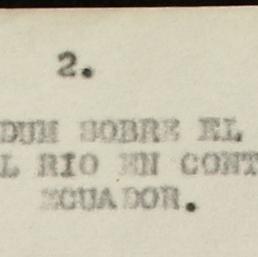 2.
DUM SOBRE EL
L RIO EN CONT
ECUADOR.